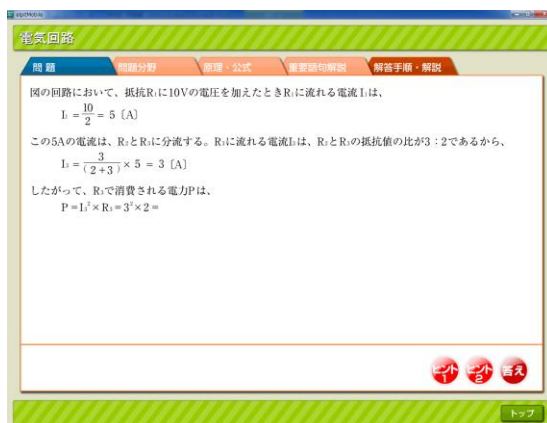 電気回路
問題 問題分野 原理・公式 重要語句解説 解答手順・解説
図の回路において、抵抗R₁に10Vの電圧を加えたときR₁に流れる電流I₁は、
I₁ = 10/2 = 5〔A〕
この5Aの電流は、R₂とR₃に分流する。R₃に流れる電流I₃は、R₂とR₃の抵抗値の比が3：2であるから、
I₃ = 3/(2+3) × 5 = 3〔A〕
したがって、R₃で消費される電力Pは、
P = I₃² × R₃ = 3² × 2 =
ヒント1 ヒント2 答え
トップ